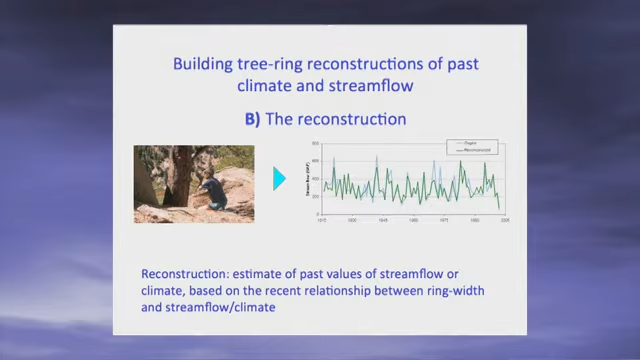 Building tree-ring reconstructions of past
climate and streamflow
B) The reconstruction
Reconstruction: estimate of past values of streamflow or
climate, based on the recent relationship between ring-width
and streamflow/climate